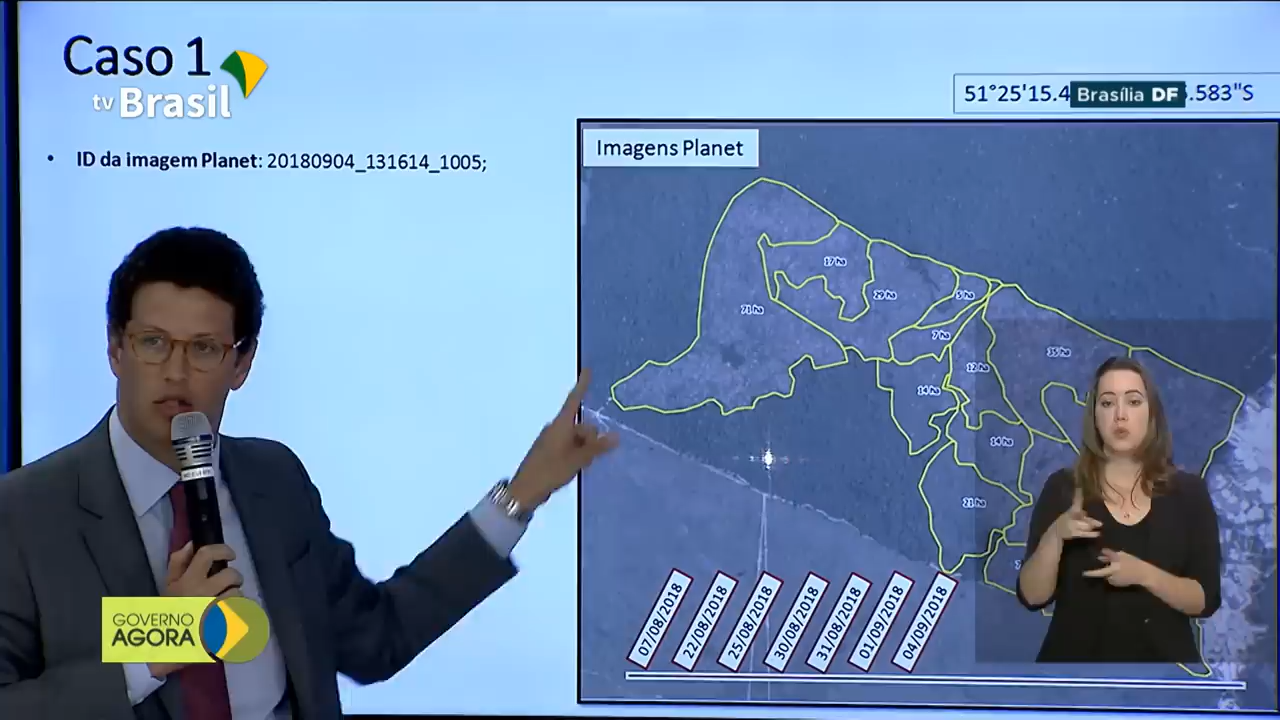 Caso 1
tv Brasil
51°25'15.4
Brasília DF
.583"S
• ID da imagem Planet: 20180904_131614_1005;
Imagens Planet
17 ha
29 ha
5 ha
71 ha
7 ha
35 ha
12 ha
14 ha
14 ha
21 ha
07/08/2018
22/08/2018
25/08/2018
30/08/2018
31/08/2018
01/09/2018
04/09/2018
GOVERNO
AGORA